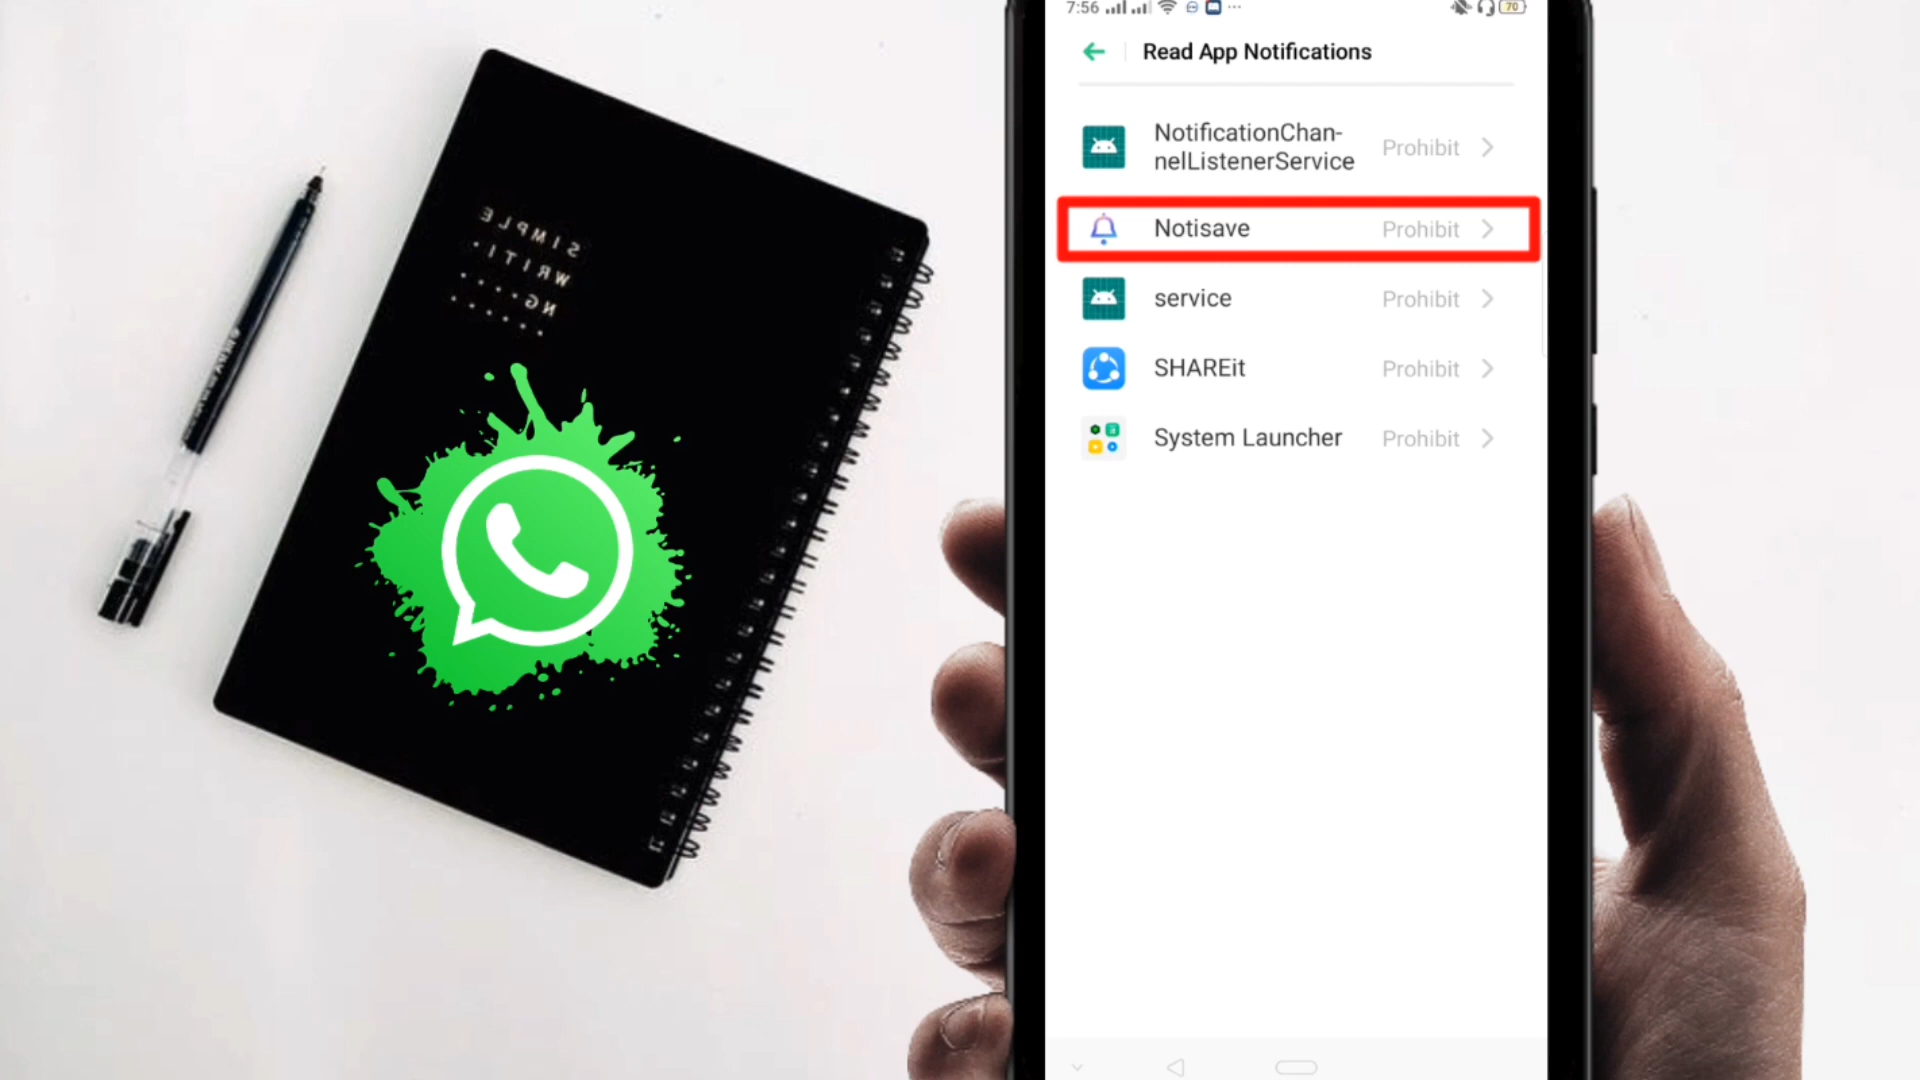 7:56
70
Read App Notifications
NotificationChan-
nelListenerService
Prohibit
Notisave
Prohibit
service
Prohibit
SHAREit
Prohibit
System Launcher
Prohibit
SIMPLE
WRITI
NG